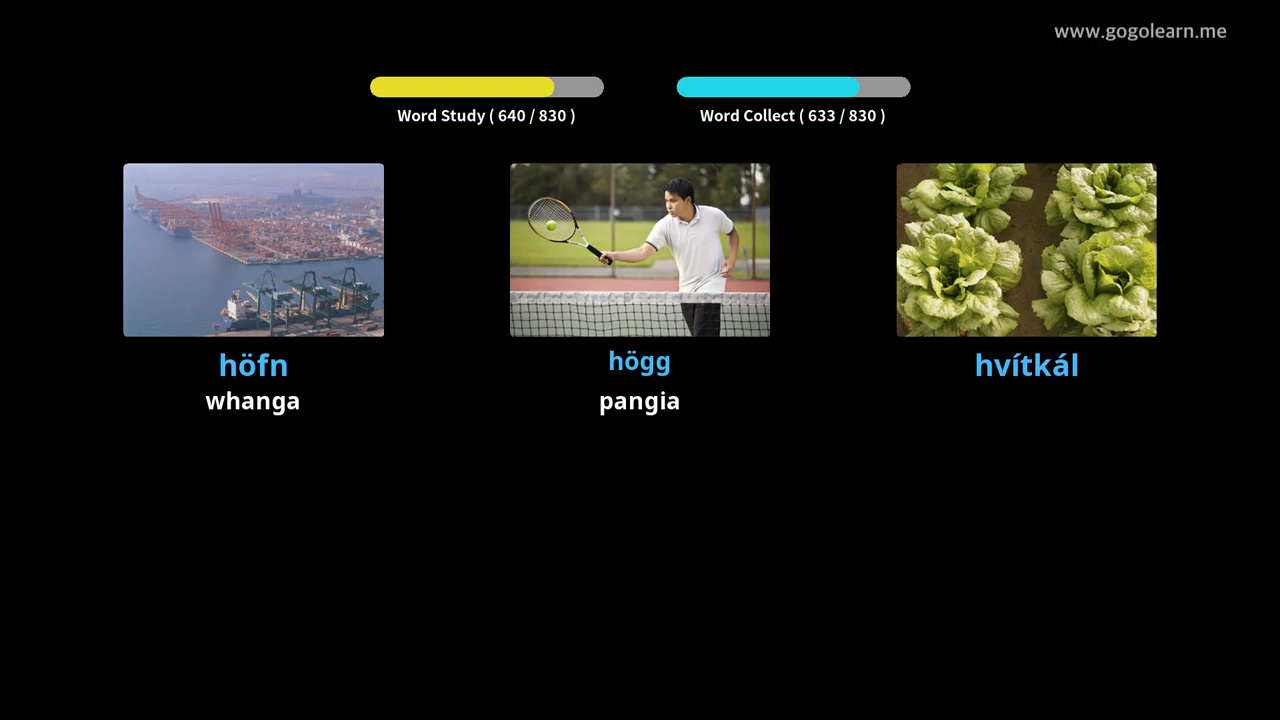 www.gogolearn.me
Word Study ( 640 / 830 )
Word Collect ( 633 / 830 )
höfn
högg
hvítkál
whanga
pangia